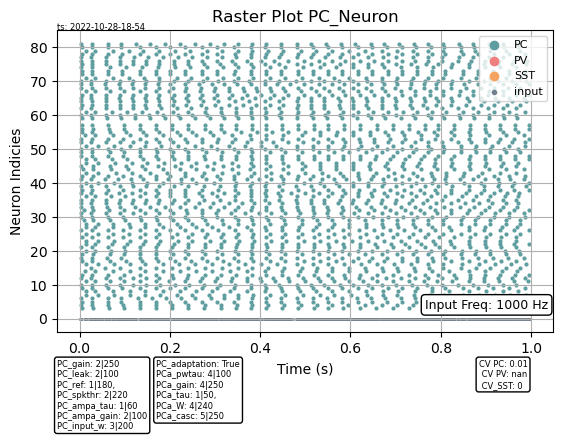 Raster Plot PC_Neuron
ts: 2022-10-28-18-54
PC
PV
SST
input
80
70
60
50
40
30
20
10
0
Neuron Indicies
Input Freq: 1000 Hz
0.0 0.2 0.4 0.6 0.8 1.0
Time (s)
PC_gain: 2|250
PC_leak: 2|100
PC_ref: 1|180,
PC_spkthr: 2|220
PC_ampa_tau: 1|60
PC_ampa_gain: 2|100
PC_input_w: 3|200
PC_adaptation: True
PCa_pwtau: 4|100
PCa_gain: 4|250
PCa_tau: 1|50,
PCa_W: 4|240
PCa_casc: 5|250
CV PC: 0.01
CV PV: nan
CV_SST: 0